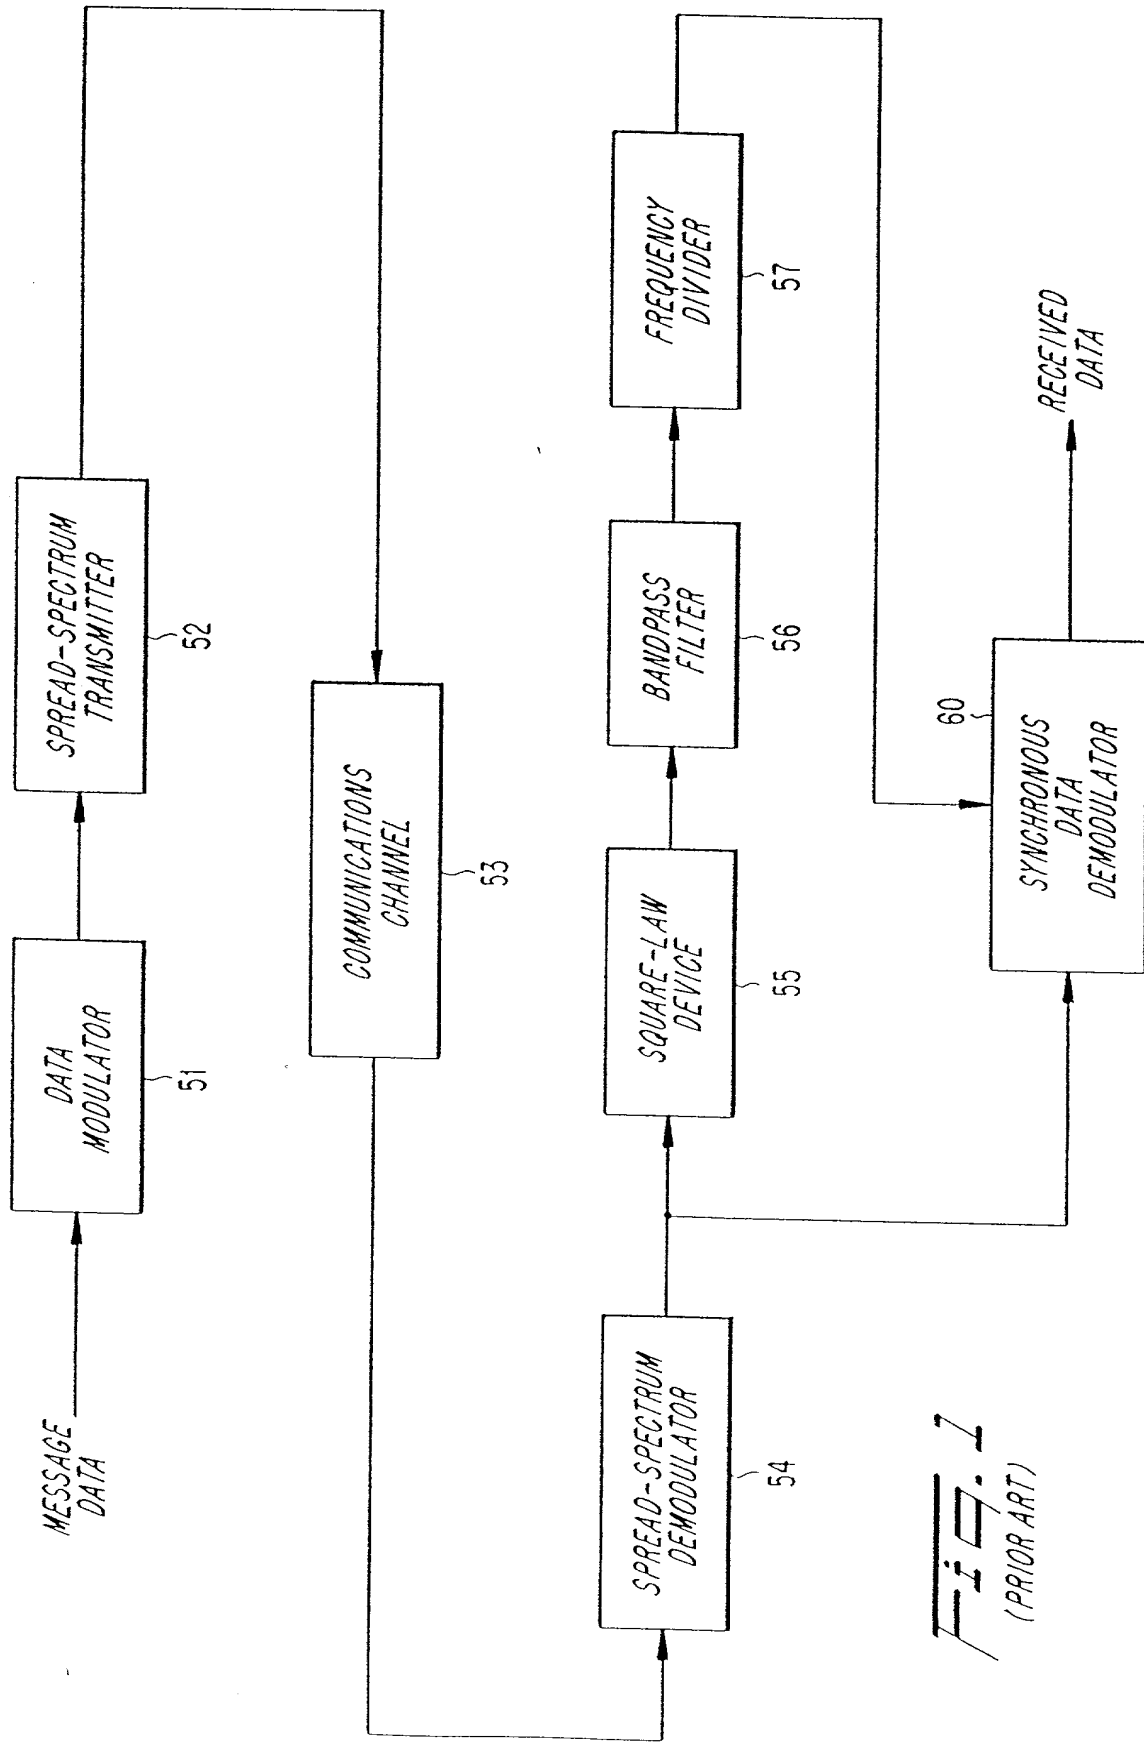 MESSAGE
DATA
DATA
MODULATOR
51
SPREAD-SPECTRUM
TRANSMITTER
52
COMMUNICATIONS
CHANNEL
53
SPREAD-SPECTRUM
DEMODULATOR
54
SQUARE-LAW
DEVICE
55
BANDPASS
FILTER
56
FREQUENCY
DIVIDER
57
60
SYNCHRONOUS
DATA
DEMODULATOR
RECEIVED
DATA
Fig. 1
(PRIOR ART)